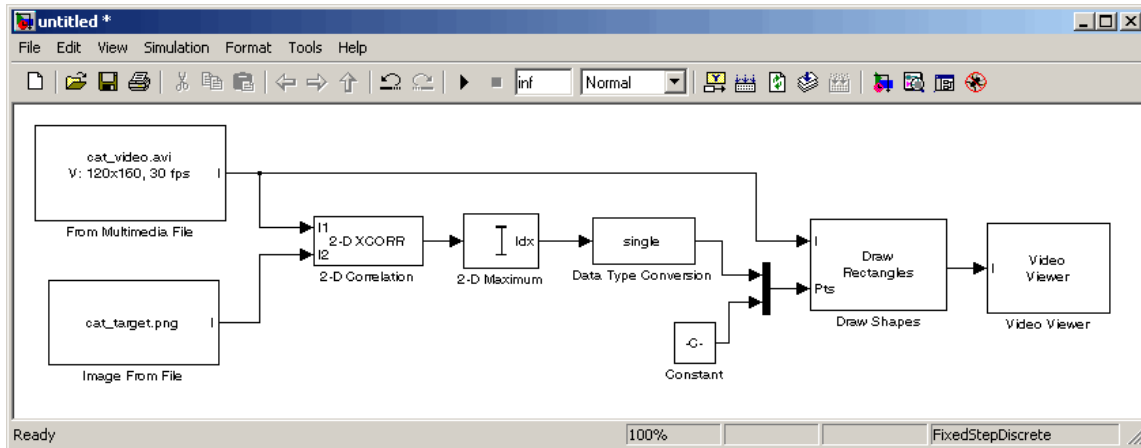 untitled *
File Edit View Simulation Format Tools Help
inf Normal
cat_video.avi
V: 120x160, 30 fps
I
From Multimedia File
I1
I2
2-D XCORR
2-D Correlation
Idx
2-D Maximum
single
Data Type Conversion
I
Pts
Draw
Rectangles
Draw Shapes
I
Video
Viewer
Video Viewer
cat_target.png
I
Image From File
-C-
Constant
Ready 100% FixedStepDiscrete